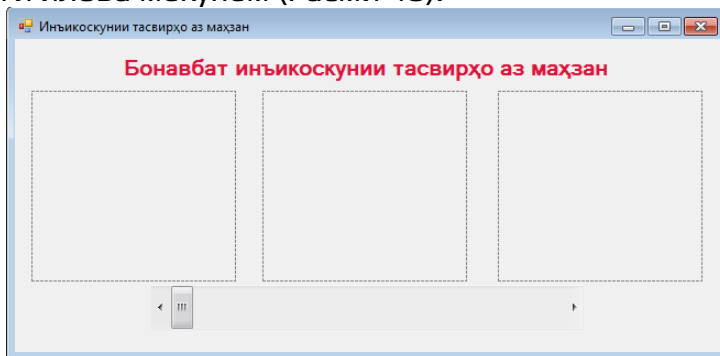 Инъикоскунии тасвирҳо аз маҳзан
Бонавбат инъикоскунии тасвирҳо аз маҳзан